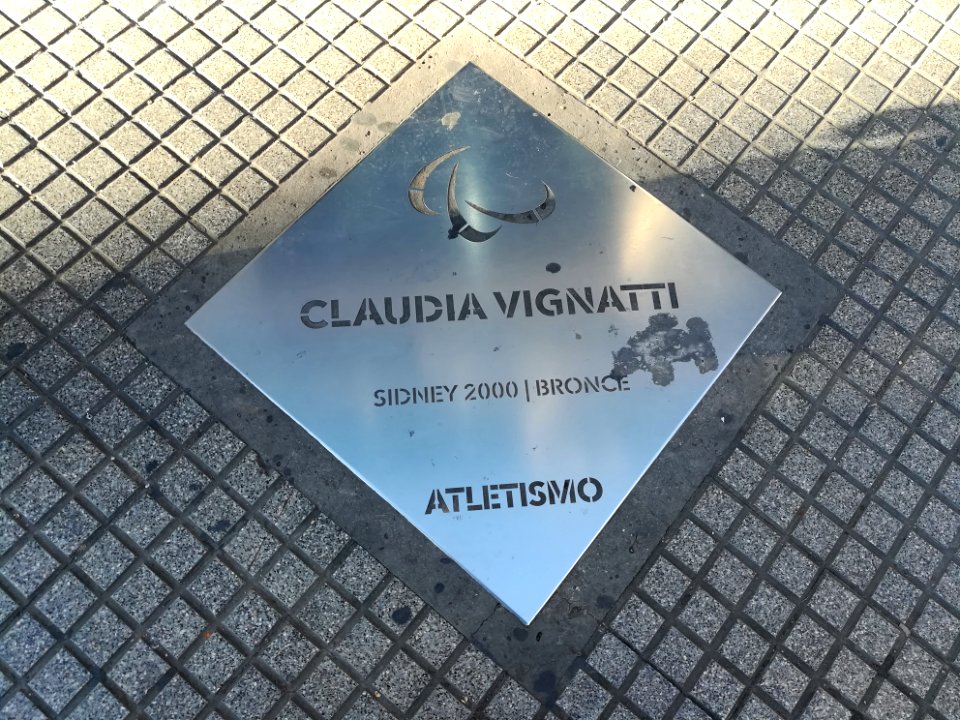 CLAUDIA VIGNATTI
SIDNEY 2000 | BRONCE
ATLETISMO